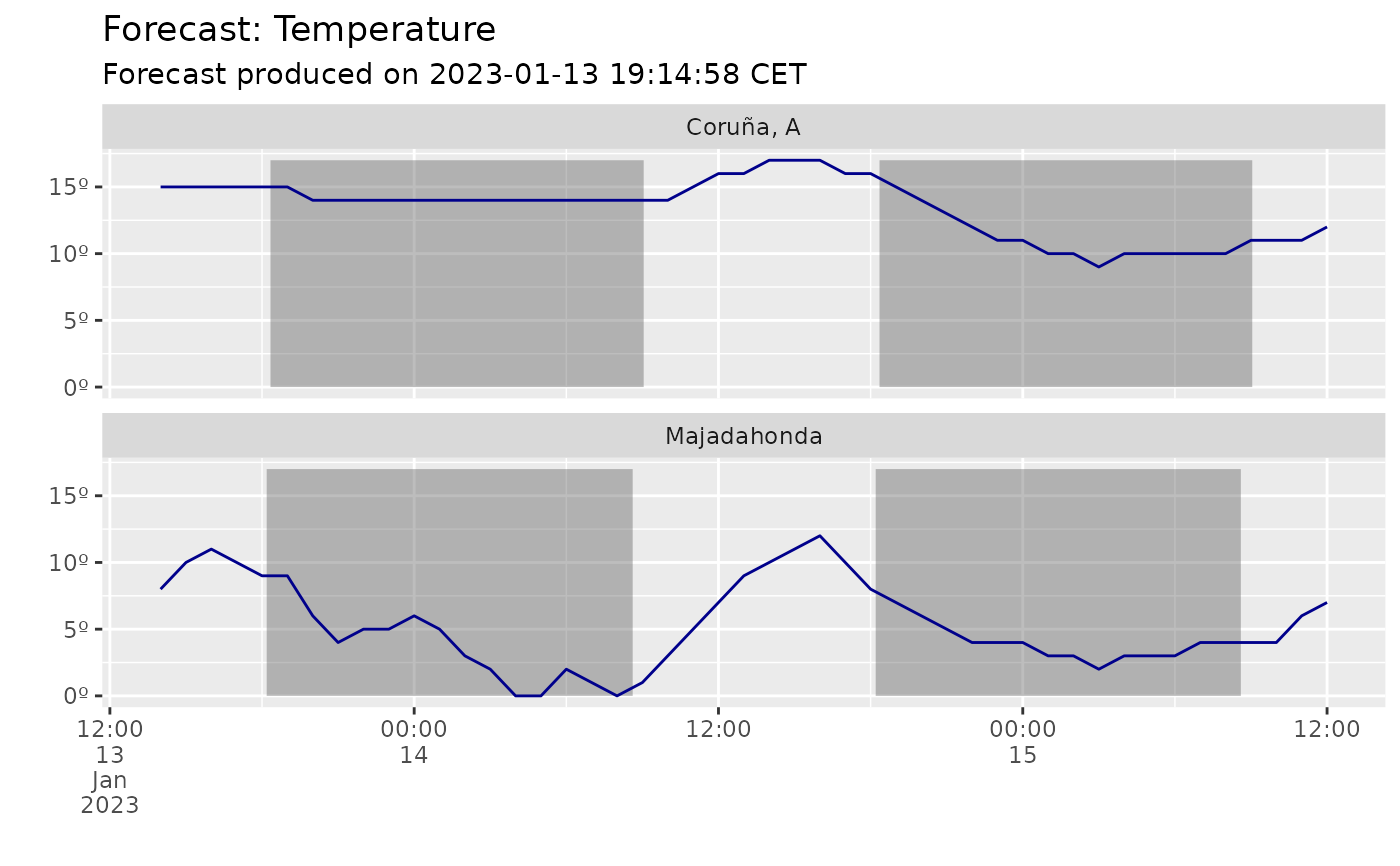 Forecast: Temperature
Forecast produced on 2023-01-13 19:14:58 CET
Coruña, A
15º
10º
5º
0º
Majadahonda
15º
10º
5º
0º
12:00 00:00 12:00 00:00 12:00
13 14 15
Jan
2023